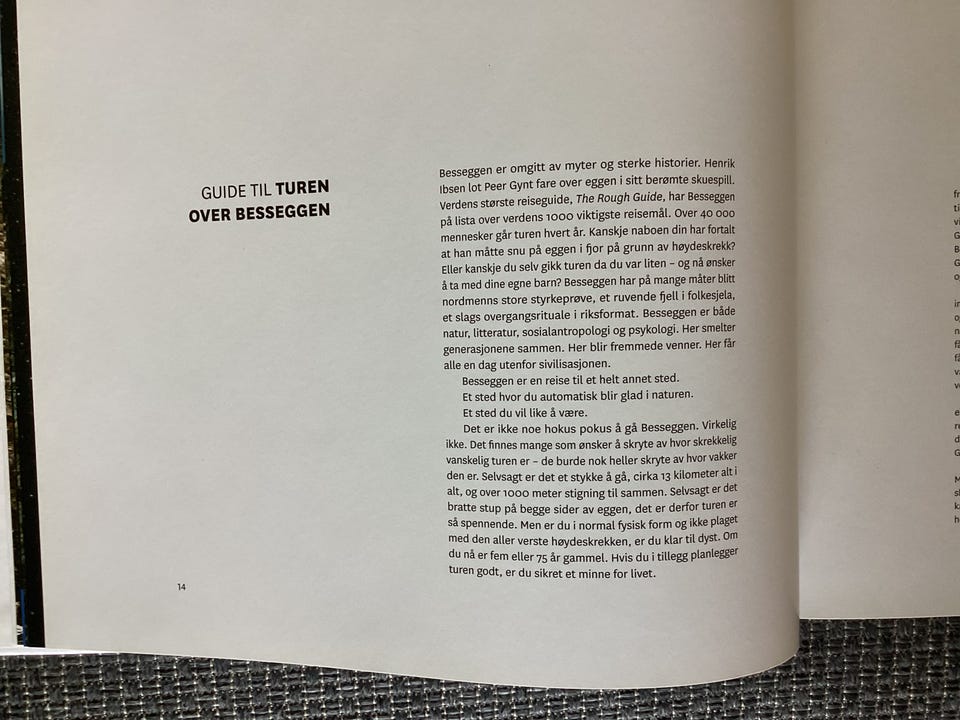 GUIDE TIL TUREN
OVER BESSEGGEN
Besseggen er omgitt av myter og sterke historier. Henrik
Ibsen lot Peer Gynt fare over eggen i sitt berømte skuespill.
Verdens største reiseguide, The Rough Guide, har Besseggen
på lista over verdens 1000 viktigste reisemål. Over 40 000
mennesker går turen hvert år. Kanskje naboen din har fortalt
at han måtte snu på eggen i fjor på grunn av høydeskrekk?
Eller kanskje du selv gikk turen da du var liten – og nå ønsker
å ta med dine egne barn? Besseggen har på mange måter blitt
nordmenns store styrkeprøve, et ruvende fjell i folkesjela,
et slags overgangsrituale i riksformat. Besseggen er både
natur, litteratur, sosialantropologi og psykologi. Her smelter
generasjonene sammen. Her blir fremmede venner. Her får
alle en dag utenfor sivilisasjonen.
Besseggen er en reise til et helt annet sted.
Et sted hvor du automatisk blir glad i naturen.
Et sted du vil like å være.
Det er ikke noe hokus pokus å gå Besseggen. Virkelig
ikke. Det finnes mange som ønsker å skryte av hvor skrekkelig
vanskelig turen er – de burde nok heller skryte av hvor vakker
den er. Selvsagt er det et stykke å gå, cirka 13 kilometer alt i
alt, og over 1000 meter stigning til sammen. Selvsagt er det
bratte stup på begge sider av eggen, det er derfor turen er
så spennende. Men er du i normal fysisk form og ikke plaget
med den aller verste høydeskrekken, er du klar til dyst. Om
du nå er fem eller 75 år gammel. Hvis du i tillegg planlegger
turen godt, er du sikret et minne for livet.
14